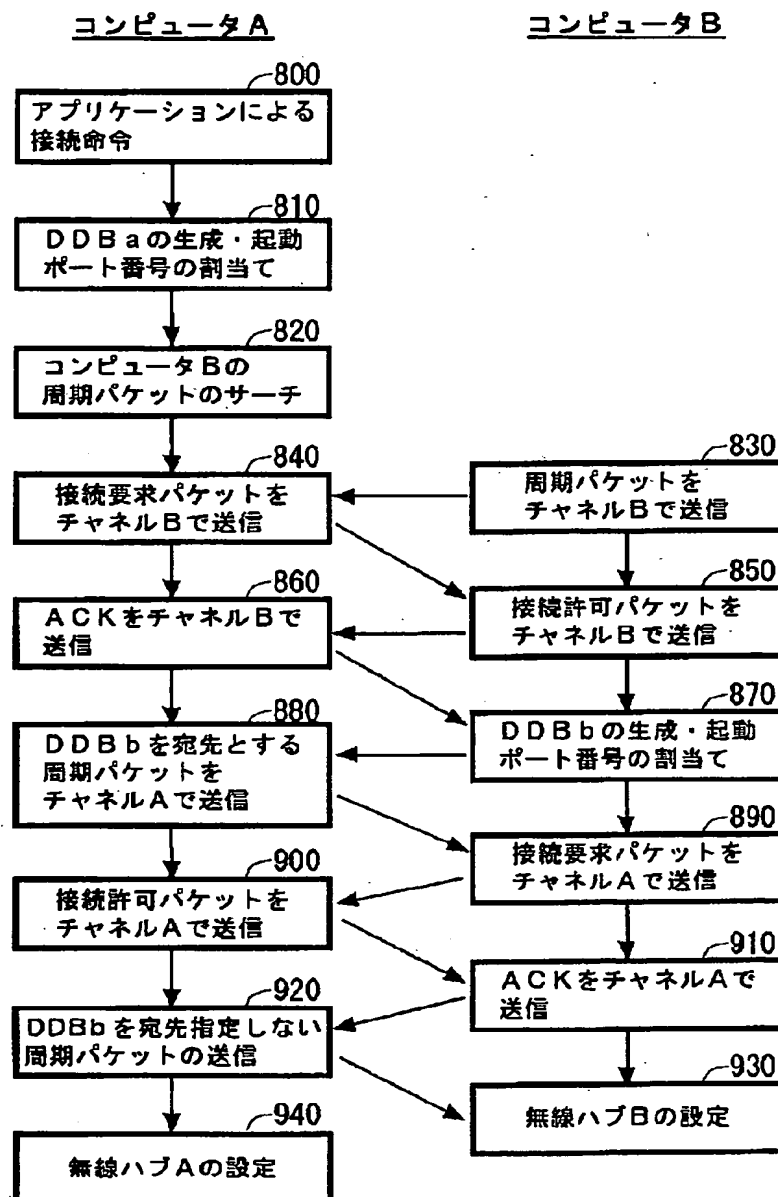 コンピュータA
コンピュータB
800
アプリケーションによる
接続命令
810
DDBaの生成・起動
ポート番号の割当て
820
コンピュータBの
周期パケットのサーチ
830
周期パケットを
チャネルBで送信
840
接続要求パケットを
チャネルBで送信
850
接続許可パケットを
チャネルBで送信
860
ACKをチャネルBで
送信
870
DDBbの生成・起動
ポート番号の割当て
880
DDBbを宛先とする
周期パケットを
チャネルAで送信
890
接続要求パケットを
チャネルAで送信
900
接続許可パケットを
チャネルAで送信
910
ACKをチャネルAで
送信
920
DDBbを宛先指定しない
周期パケットの送信
930
無線ハブBの設定
940
無線ハブAの設定